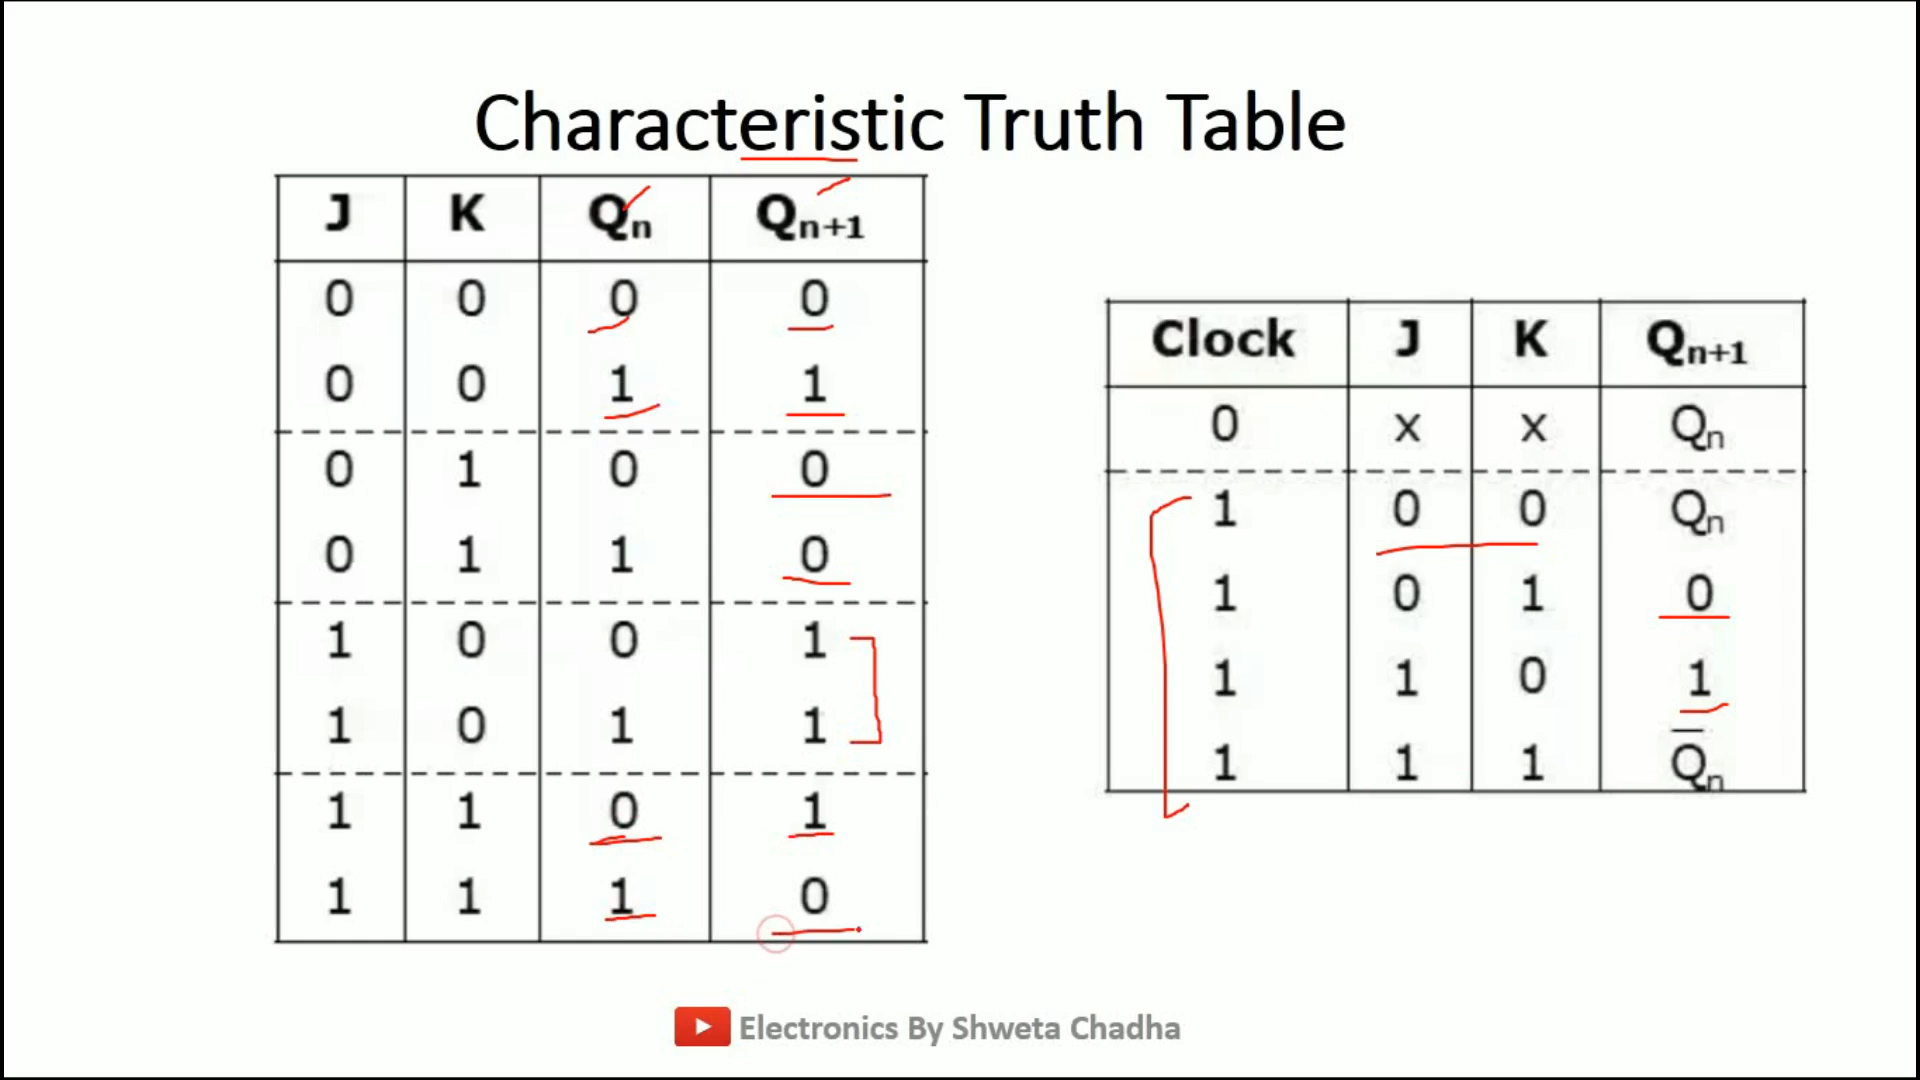 Characteristic Truth Table
J K Qn Qn+1
0 0 0 0
0 0 1 1
0 1 0 0
0 1 1 0
1 0 0 1
1 0 1 1
1 1 0 1
1 1 1 0
Clock J K Qn+1
0 x x Qn
1 0 0 Qn
1 0 1 0
1 1 0 1
1 1 1 Q̅n
Electronics By Shweta Chadha